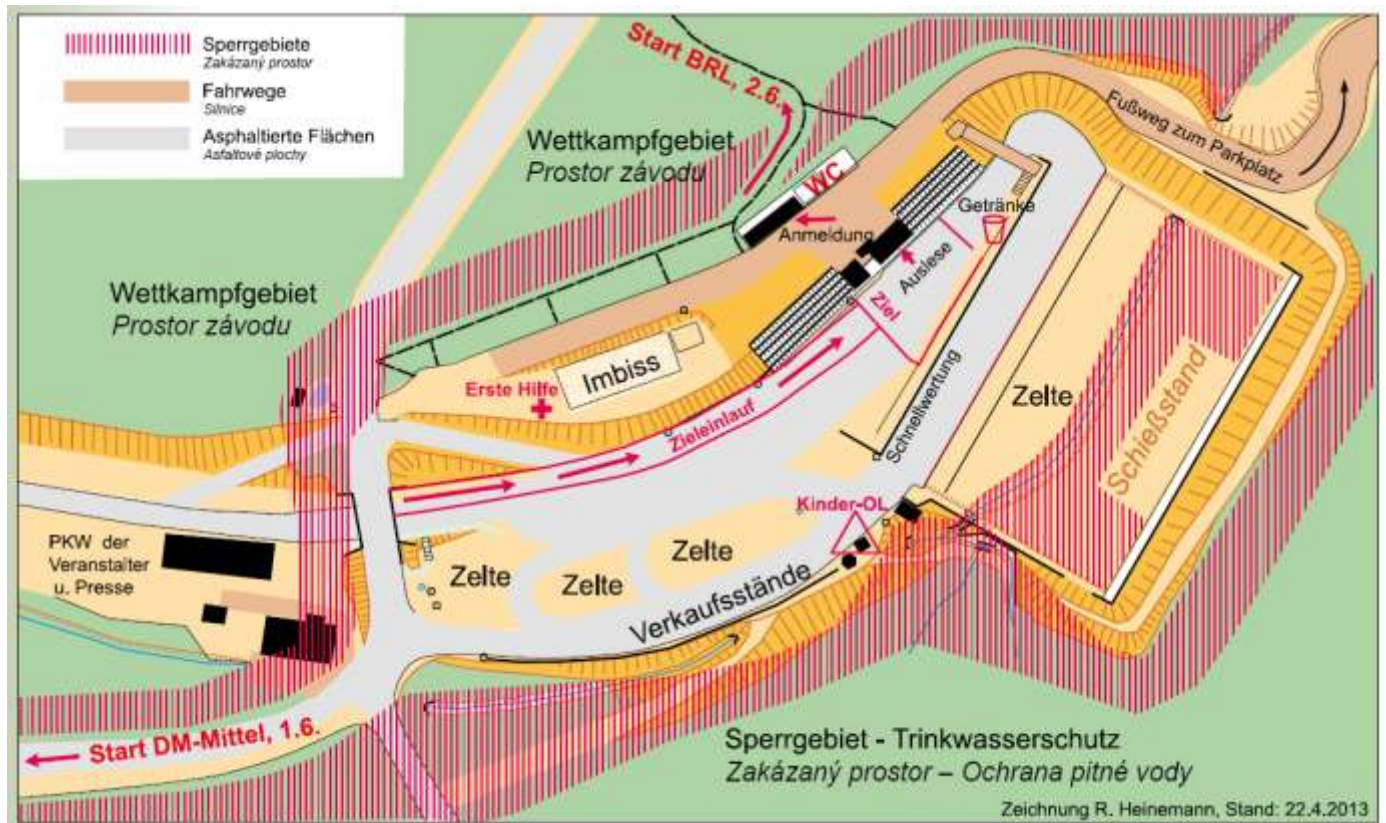 Sperrgebiete
Zakázaný prostor
Fahrwege
Silnice
Asphaltierte Flächen
Asfaltové plochy
Start BRL, 2.6.
Wettkampfgebiet
Prostor závodu
Fußweg zum Parkplatz
WC
Getränke
Anmeldung
Auslese
Wettkampfgebiet
Prostor závodu
Ziel
Imbiss
Erste Hilfe
Zieleinlauf
Schnellwertung
Zelte
Schießstand
Kinder-OL
PKW der
Veranstalter
u. Presse
Zelte
Zelte
Zelte
Verkaufsstände
Start DM-Mittel, 1.6.
Sperrgebiet - Trinkwasserschutz
Zakázaný prostor – Ochrana pitné vody
Zeichnung R. Heinemann, Stand: 22.4.2013